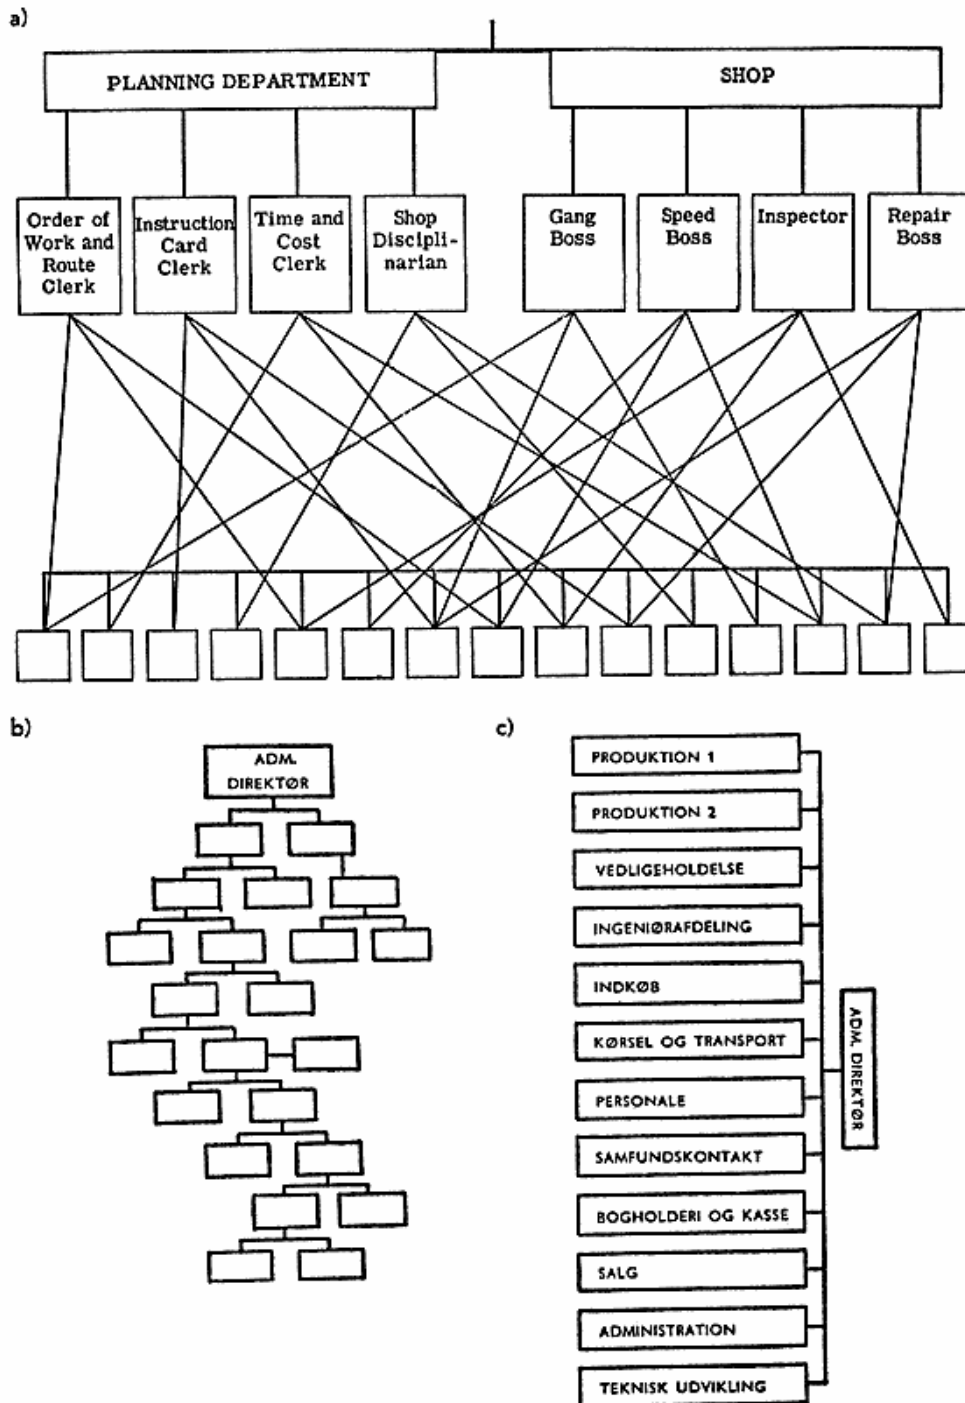 a)
PLANNING DEPARTMENT
SHOP
Order of
Work and
Route
Clerk
Instruction
Card
Clerk
Time and
Cost
Clerk
Shop
Discipli-
narian
Gang
Boss
Speed
Boss
Inspector
Repair
Boss
b)
ADM.
DIREKTØR
c)
PRODUKTION 1
PRODUKTION 2
VEDLIGEHOLDELSE
INGENIØRAFDELING
INDKØB
KØRSEL OG TRANSPORT
PERSONALE
SAMFUNDSKONTAKT
BOGHOLDERI OG KASSE
SALG
ADMINISTRATION
TEKNISK UDVIKLING
ADM. DIREKTØR